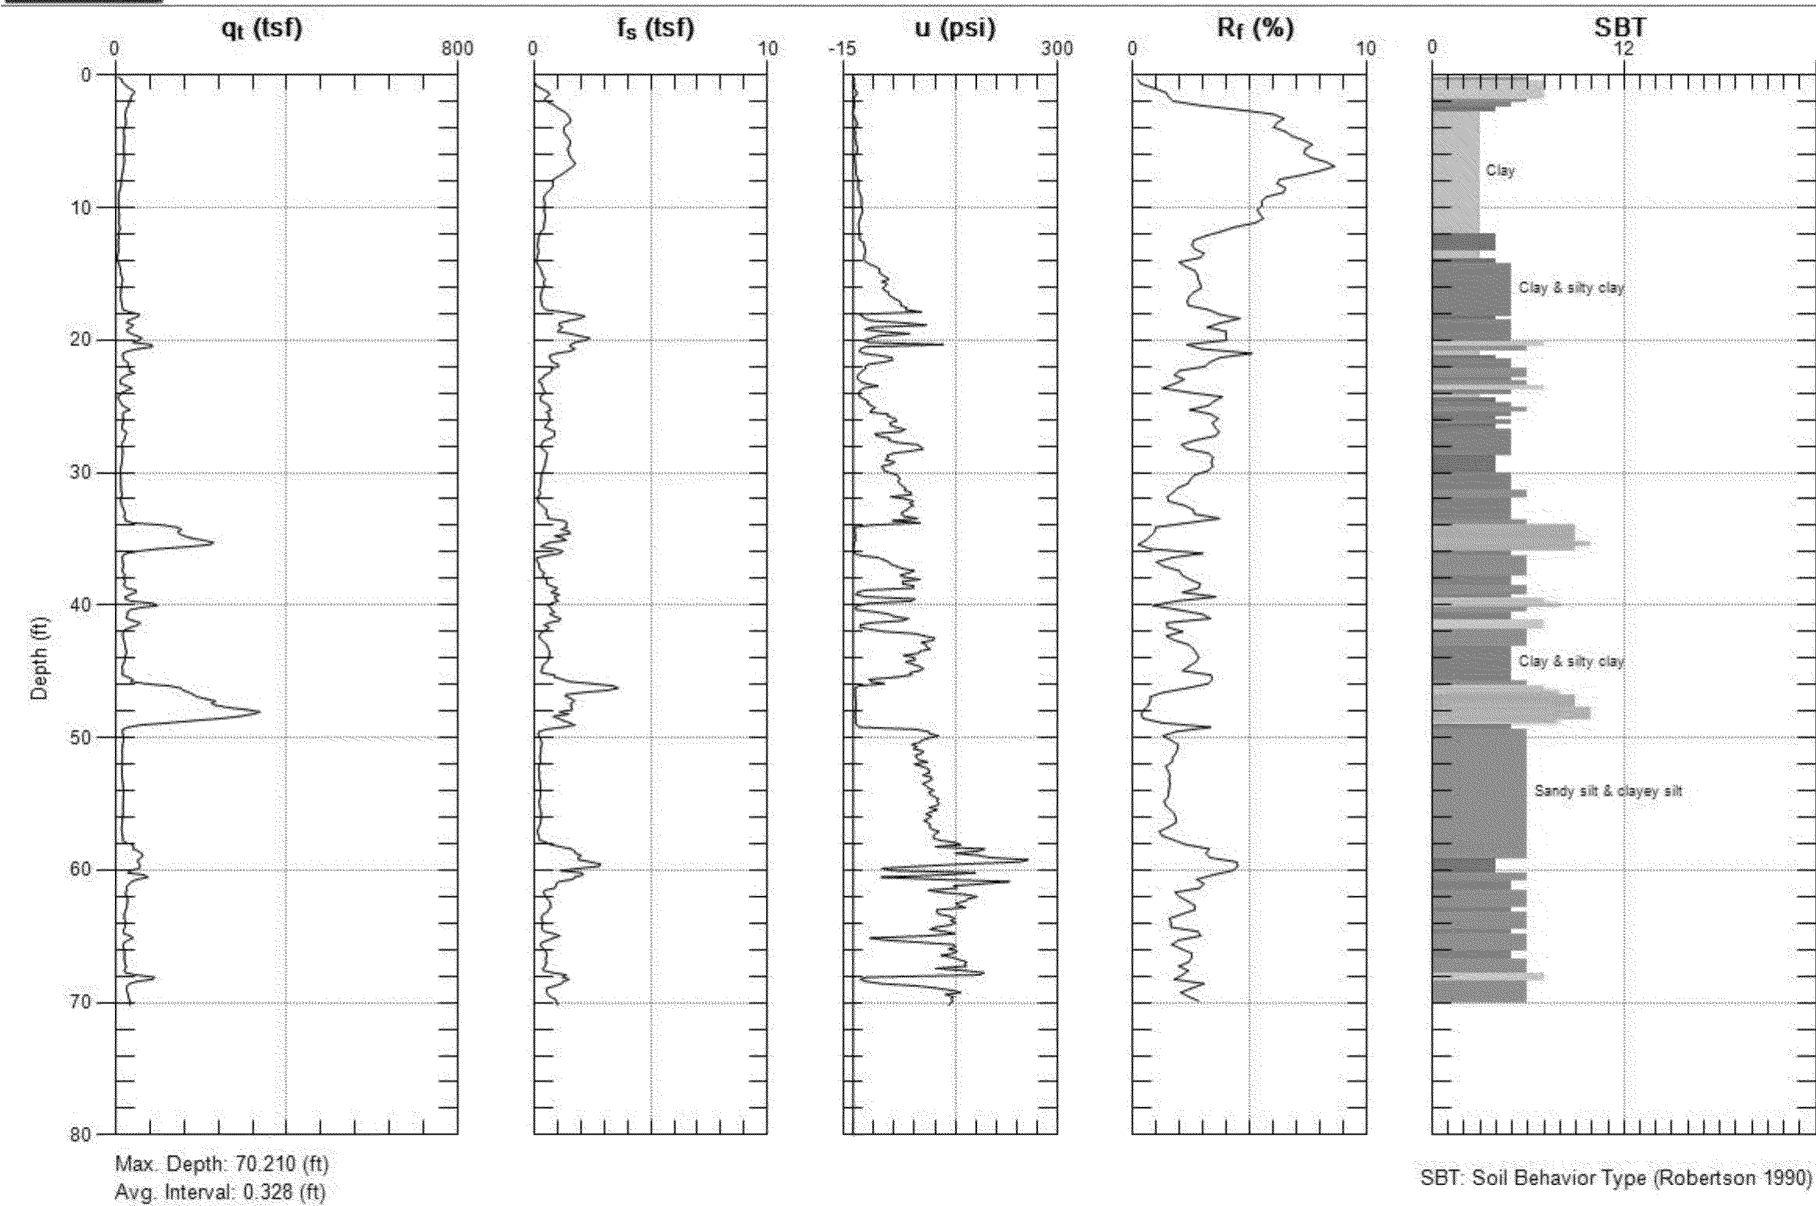 qt (tsf) fs (tsf) u (psi) Rf (%) SBT
0 800 0 10 -15 300 0 10 0 12
0
10
Clay
Clay & silty clay
20
30
40
Depth (ft)
Clay & silty clay
50
Sandy silt & clayey silt
60
70
80
Max. Depth: 70.210 (ft)
Avg. Interval: 0.328 (ft)
SBT: Soil Behavior Type (Robertson 1990)